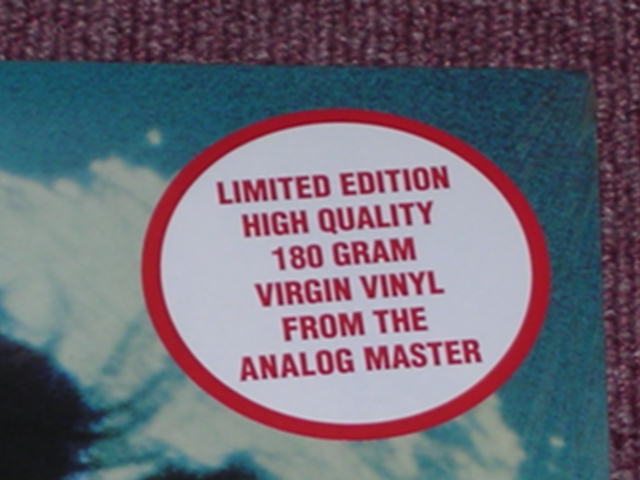 LIMITED EDITION
HIGH QUALITY
180 GRAM
VIRGIN VINYL
FROM THE
ANALOG MASTER